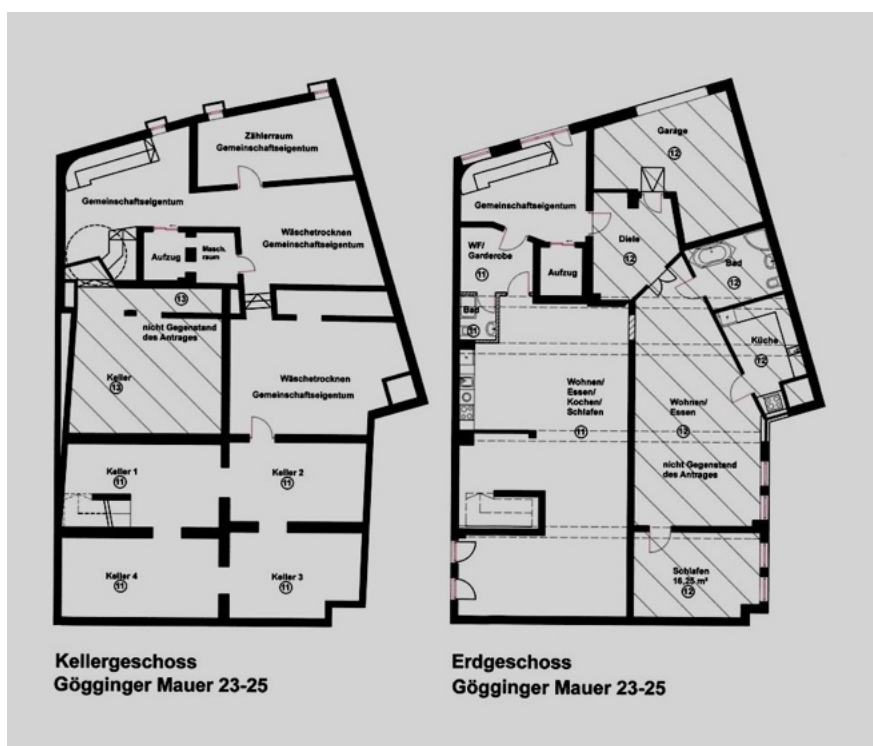 Zählerraum
Gemeinschaftseigentum
Gemeinschaftseigentum
Wäschetrocknen
Gemeinschaftseigentum
Aufzug
Masch.
raum
13
nicht Gegenstand
des Antrages
Keller
13
Wäschetrocknen
Gemeinschaftseigentum
Keller 1
11
Keller 2
11
Keller 4
11
Keller 3
11
Kellergeschoss
Gögginger Mauer 23-25
Garage
12
Gemeinschaftseigentum
Diele
12
WF/
Garderobe
11
Aufzug
Bad
12
Bad
11
Küche
12
Wohnen/
Essen/
Kochen/
Schlafen
11
Wohnen/
Essen
12
nicht Gegenstand
des Antrages
Schlafen
16,25 m²
12
Erdgeschoss
Gögginger Mauer 23-25